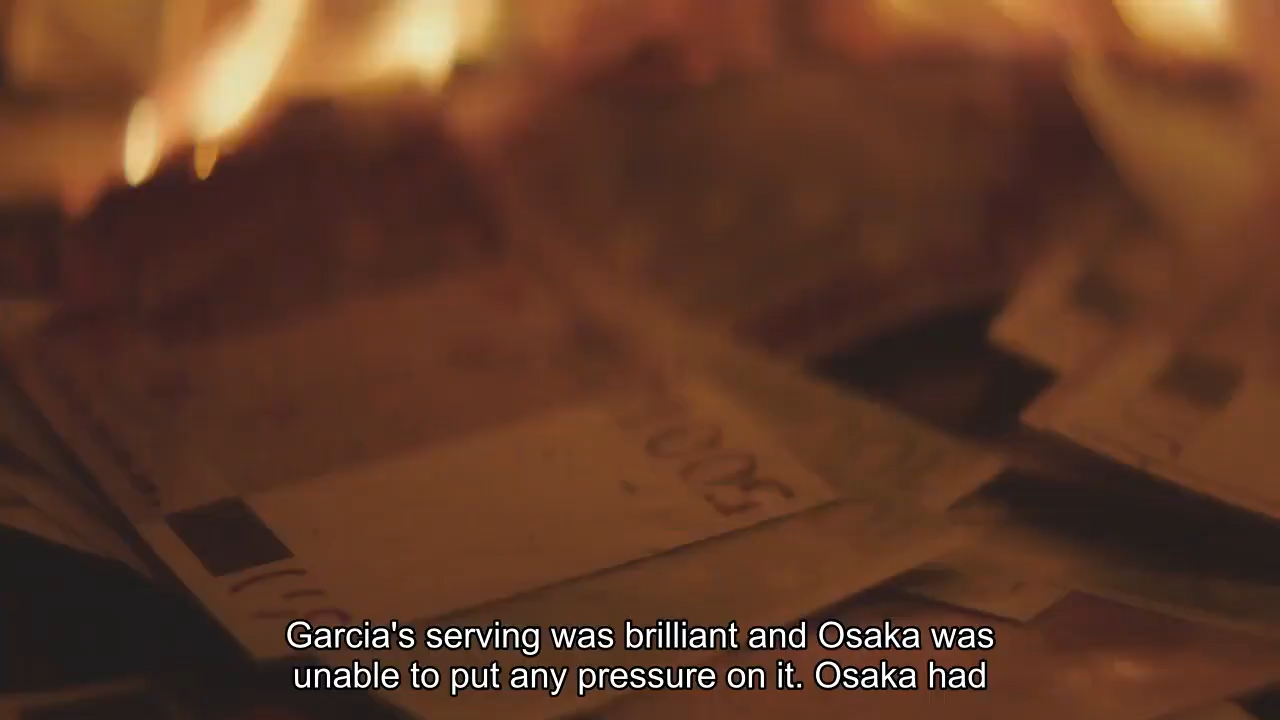 Garcia's serving was brilliant and Osaka was
unable to put any pressure on it. Osaka had